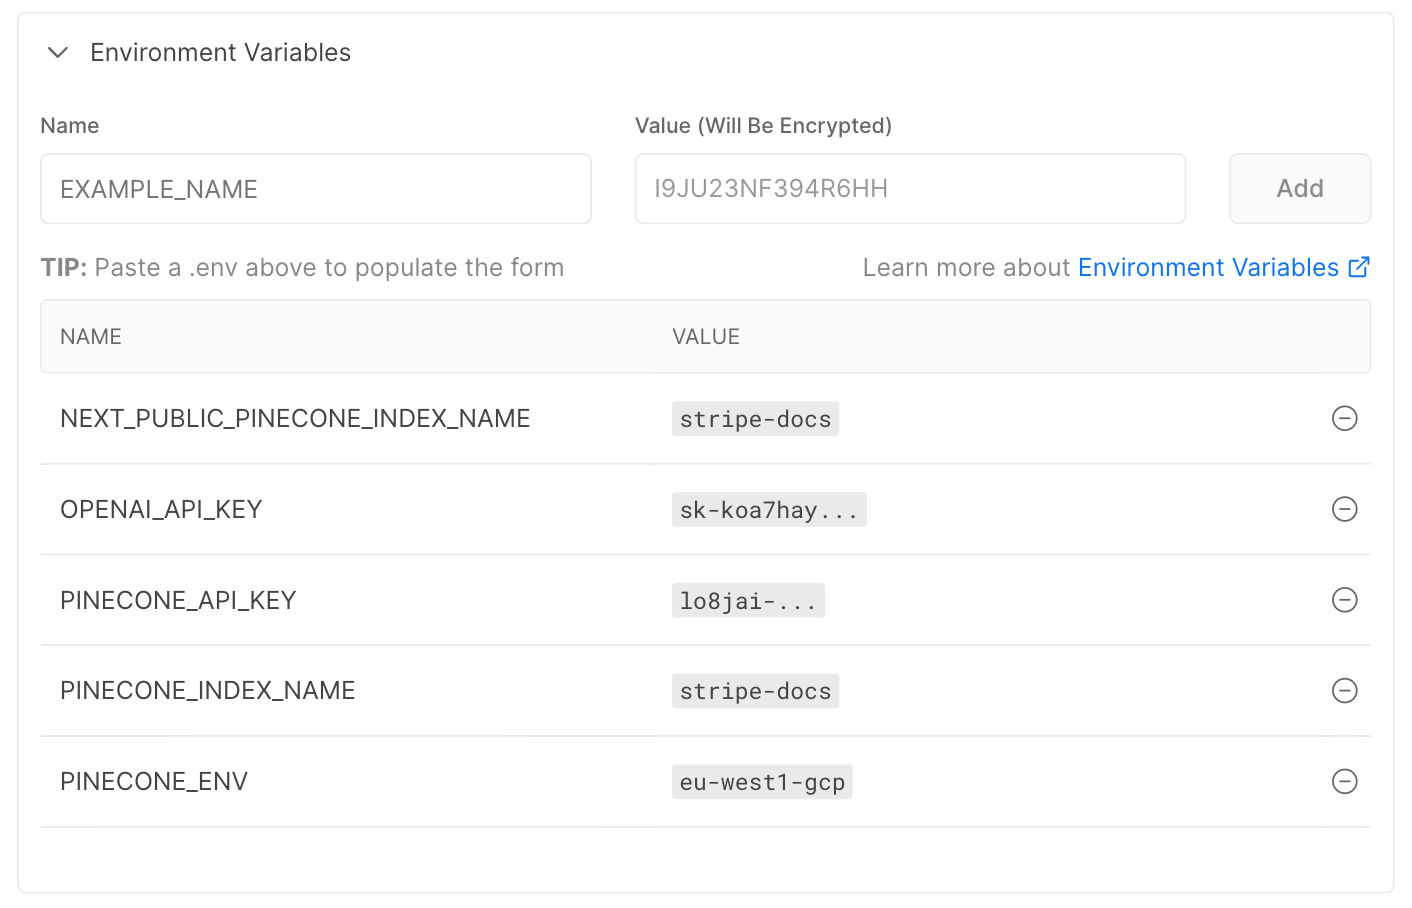 Environment Variables
Name
Value (Will Be Encrypted)
EXAMPLE_NAME
I9JU23NF394R6HH
Add
TIP: Paste a .env above to populate the form
Learn more about Environment Variables
NAME
VALUE
NEXT_PUBLIC_PINECONE_INDEX_NAME
stripe-docs
OPENAI_API_KEY
sk-koa7hay...
PINECONE_API_KEY
lo8jai-...
PINECONE_INDEX_NAME
stripe-docs
PINECONE_ENV
eu-west1-gcp